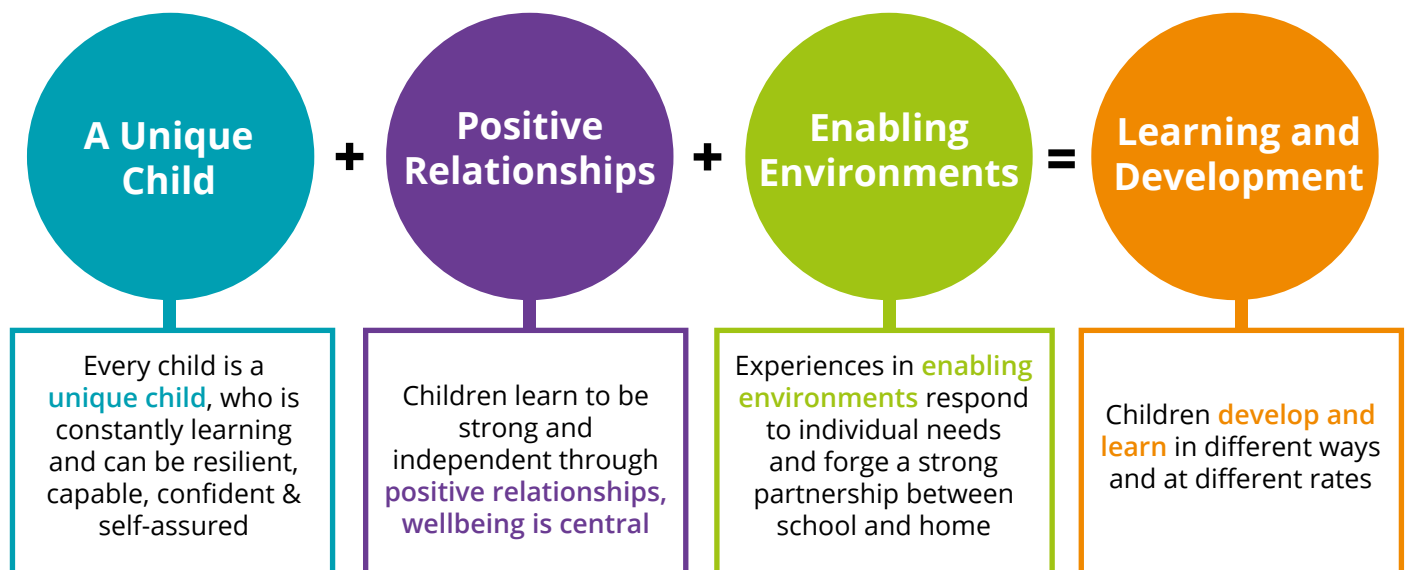 A Unique
Child
+
Positive
Relationships
+
Enabling
Environments
=
Learning and
Development
Every child is a
unique child, who is
constantly learning
and can be resilient,
capable, confident &
self-assured
Children learn to be
strong and
independent through
positive relationships,
wellbeing is central
Experiences in enabling
environments respond
to individual needs
and forge a strong
partnership between
school and home
Children develop and
learn in different ways
and at different rates